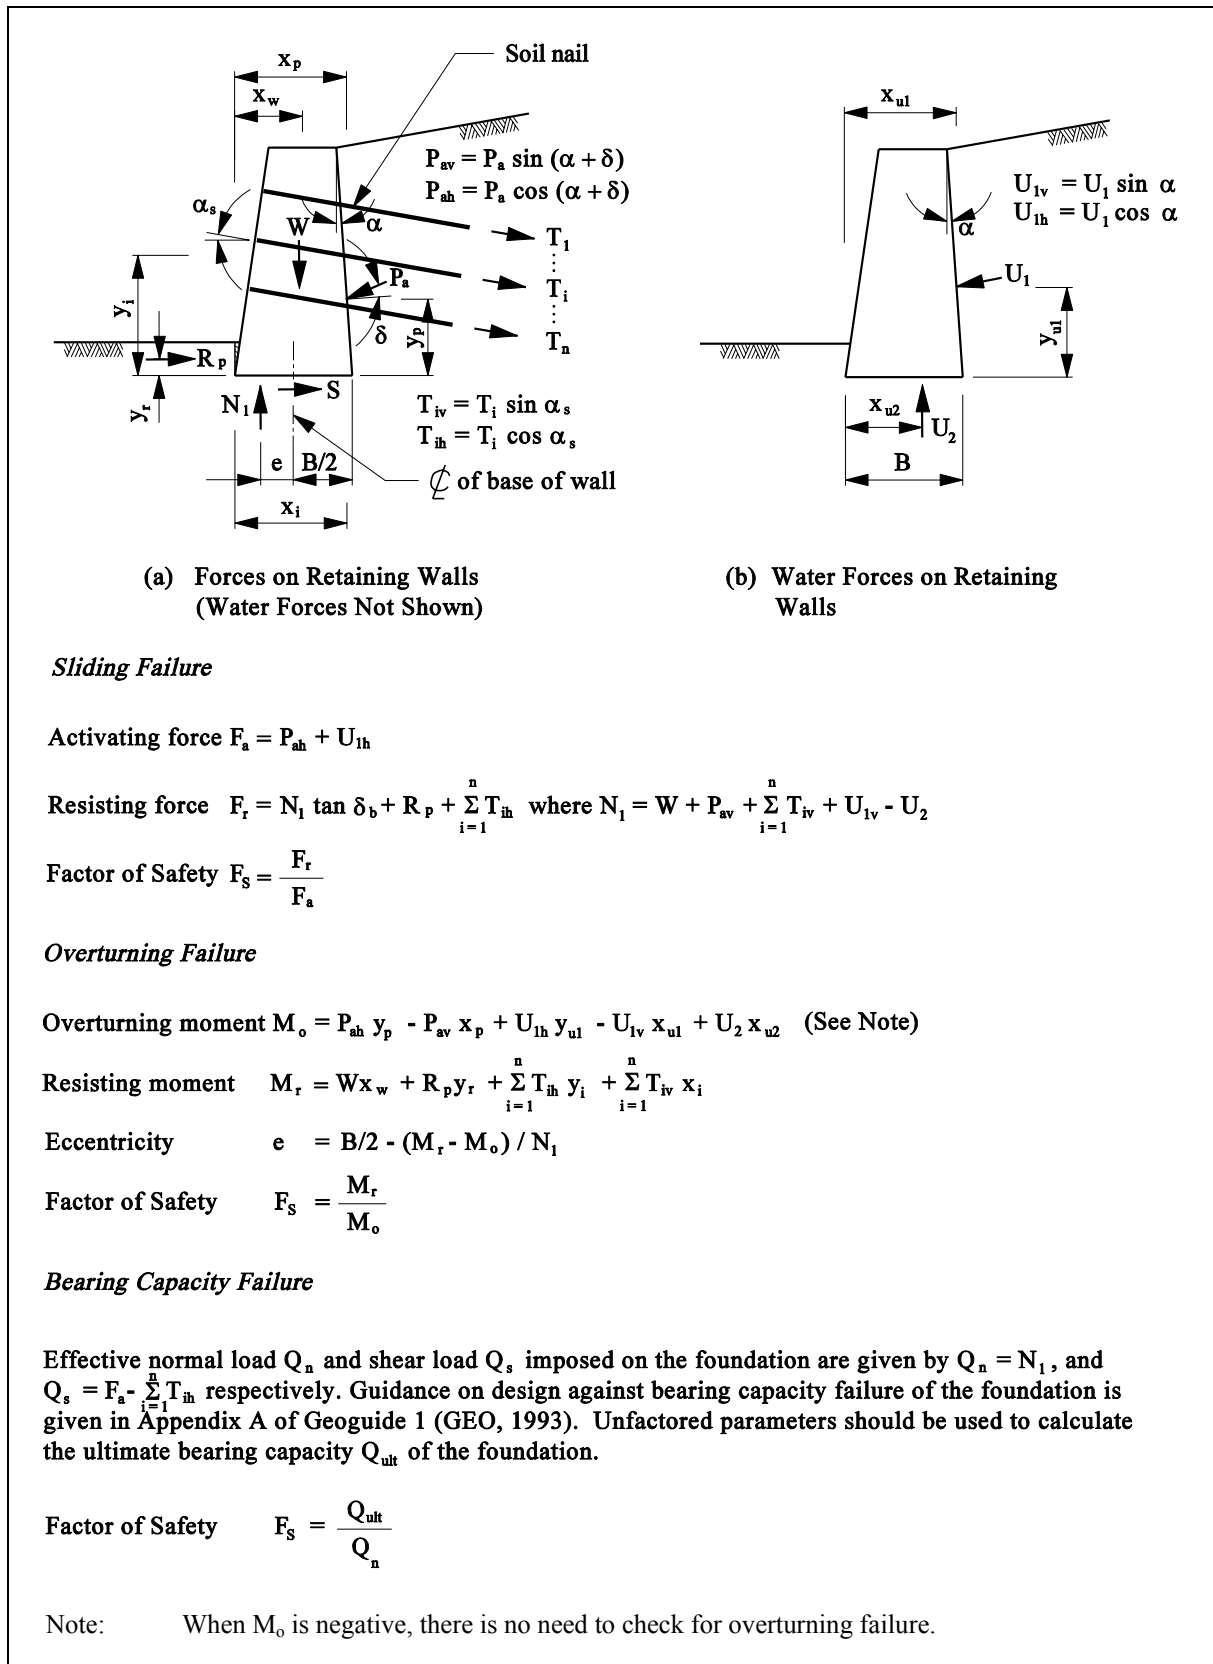 x_p
Soil nail
x_w
P_av = P_a sin (α + δ)
P_ah = P_a cos (α + δ)
α_s
W
α
T_1
P_a
T_i
y_i
y_p
δ
T_n
R_p
y_r
N_1
S
T_iv = T_i sin α_s
T_ih = T_i cos α_s
e
B/2
℄ of base of wall
x_i
(a) Forces on Retaining Walls
(Water Forces Not Shown)
x_u1
U_1v = U_1 sin α
U_1h = U_1 cos α
α
U_1
y_u1
x_u2
U_2
B
(b) Water Forces on Retaining
Walls
Sliding Failure
Activating force F_a = P_ah + U_1h
Resisting force F_r = N_1 tan δ_b + R_p + Σ_{i=1}^{n} T_ih where N_1 = W + P_av + Σ_{i=1}^{n} T_iv + U_1v - U_2
Factor of Safety F_S = F_r / F_a
Overturning Failure
Overturning moment M_o = P_ah y_p - P_av x_p + U_1h y_u1 - U_1v x_u1 + U_2 x_u2 (See Note)
Resisting moment M_r = Wx_w + R_p y_r + Σ_{i=1}^{n} T_ih y_i + Σ_{i=1}^{n} T_iv x_i
Eccentricity e = B/2 - (M_r - M_o) / N_1
Factor of Safety F_S = M_r / M_o
Bearing Capacity Failure
Effective normal load Q_n and shear load Q_s imposed on the foundation are given by Q_n = N_1, and
Q_s = F_a - Σ_{i=1}^{n} T_ih respectively. Guidance on design against bearing capacity failure of the foundation is
given in Appendix A of Geoguide 1 (GEO, 1993). Unfactored parameters should be used to calculate
the ultimate bearing capacity Q_ult of the foundation.
Factor of Safety F_S = Q_ult / Q_n
Note: When M_o is negative, there is no need to check for overturning failure.